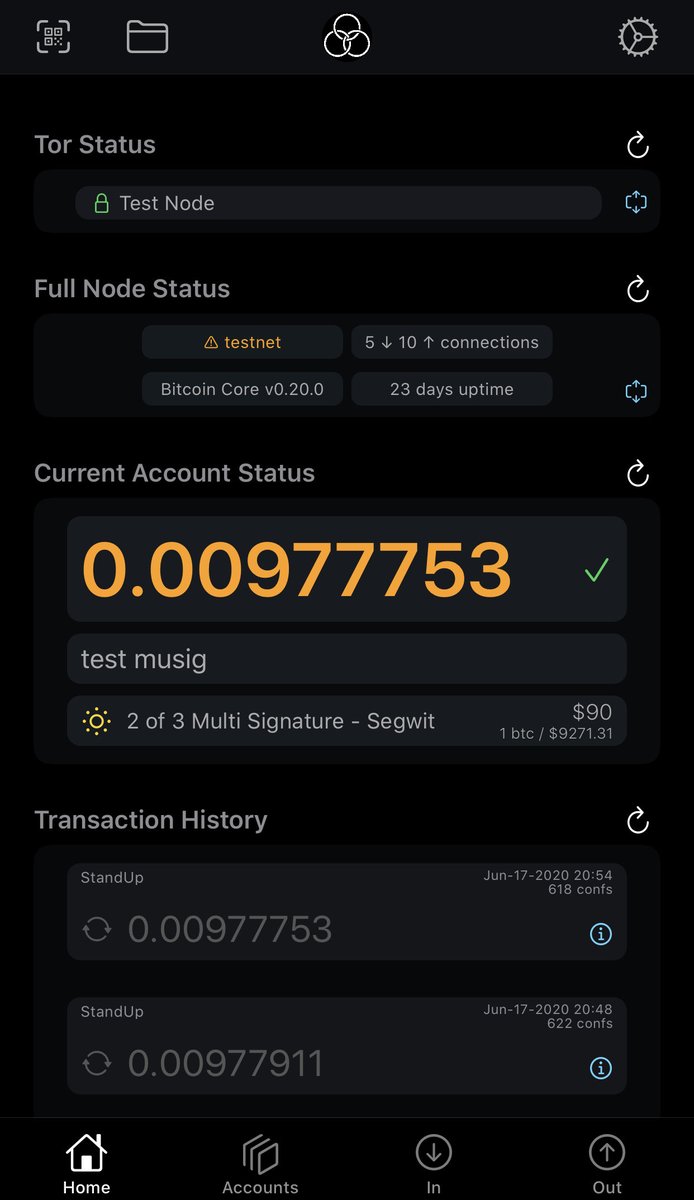 Tor Status
Test Node
Full Node Status
testnet
5 ↓ 10 ↑ connections
Bitcoin Core v0.20.0
23 days uptime
Current Account Status
0.00977753
test musig
2 of 3 Multi Signature - Segwit
$90
1 btc / $9271.31
Transaction History
StandUp
Jun-17-2020 20:54
618 confs
0.00977753
StandUp
Jun-17-2020 20:48
622 confs
0.00977911
Home
Accounts
In
Out